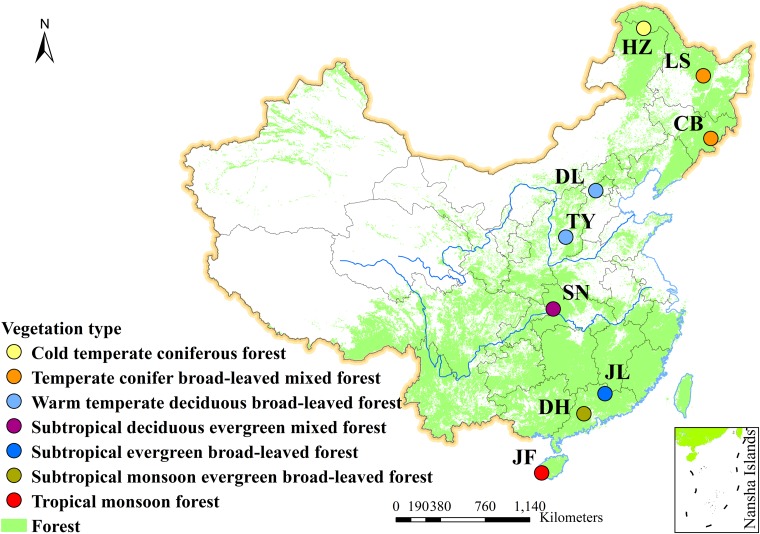 N
HZ
LS
CB
DL
TY
SN
Vegetation type
Cold temperate coniferous forest
Temperate conifer broad-leaved mixed forest
Warm temperate deciduous broad-leaved forest
Subtropical deciduous evergreen mixed forest
Subtropical evergreen broad-leaved forest
Subtropical monsoon evergreen broad-leaved forest
Tropical monsoon forest
Forest
JL
DH
JF
0 190380 760 1,140
Kilometers
Nansha Islands